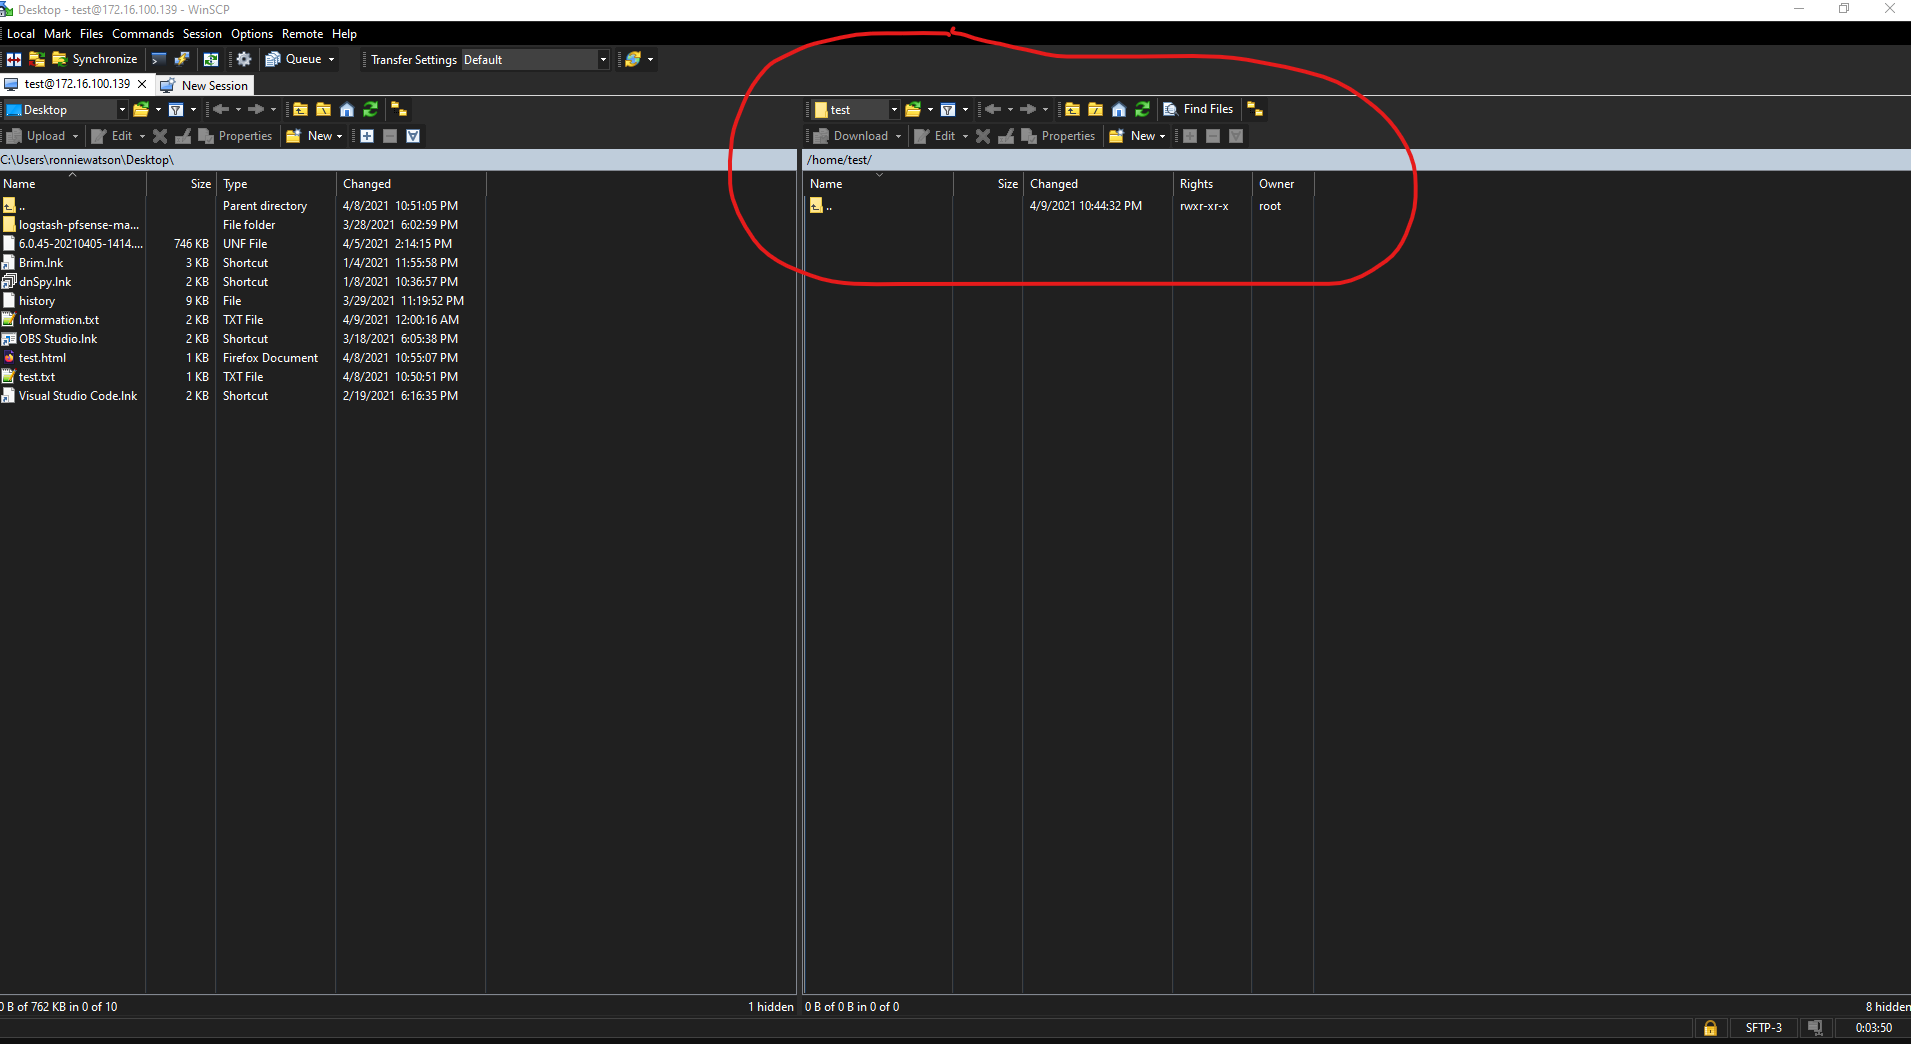 Desktop - test@172.16.100.139 - WinSCP
Local Mark Files Commands Session Options Remote Help
Synchronize Queue Transfer Settings Default
test@172.16.100.139 New Session
Desktop
Upload Edit Properties New
C:\Users\ronniewatson\Desktop\
Name Size Type Changed
.. Parent directory 4/8/2021 10:51:05 PM
logstash-pfsense-ma... File folder 3/28/2021 6:02:59 PM
6.0.45-20210405-1414.... 746 KB UNF File 4/5/2021 2:14:15 PM
Brim.lnk 3 KB Shortcut 1/4/2021 11:55:58 PM
dnSpy.lnk 2 KB Shortcut 1/8/2021 10:36:57 PM
history 9 KB File 3/29/2021 11:19:52 PM
Information.txt 2 KB TXT File 4/9/2021 12:00:16 AM
OBS Studio.lnk 2 KB Shortcut 3/18/2021 6:05:38 PM
test.html 1 KB Firefox Document 4/8/2021 10:55:07 PM
test.txt 1 KB TXT File 4/8/2021 10:50:51 PM
Visual Studio Code.lnk 2 KB Shortcut 2/19/2021 6:16:35 PM
0 B of 762 KB in 0 of 10 1 hidden
test Find Files
Download Edit Properties New
/home/test/
Name Size Changed Rights Owner
.. 4/9/2021 10:44:32 PM rwxr-xr-x root
0 B of 0 B in 0 of 0 8 hidden
SFTP-3 0:03:50